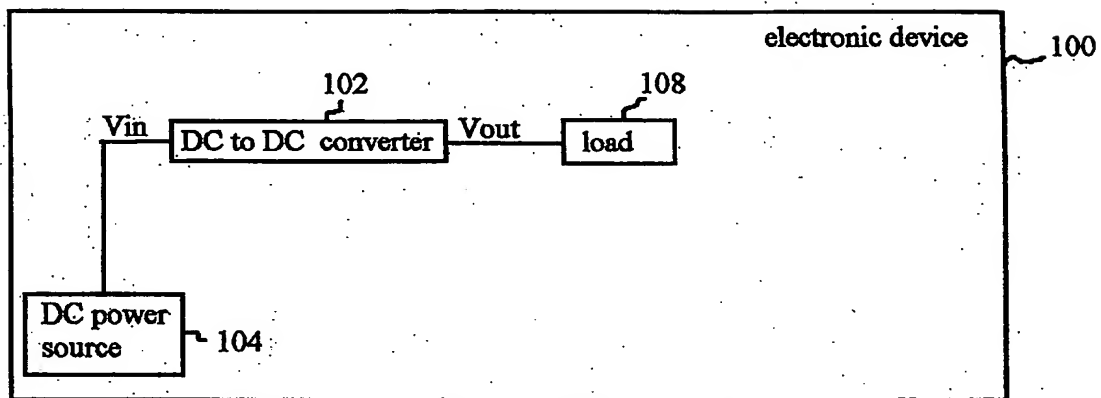 electronic device
100
102
108
Vin
DC to DC converter
Vout
load
DC power
source
104